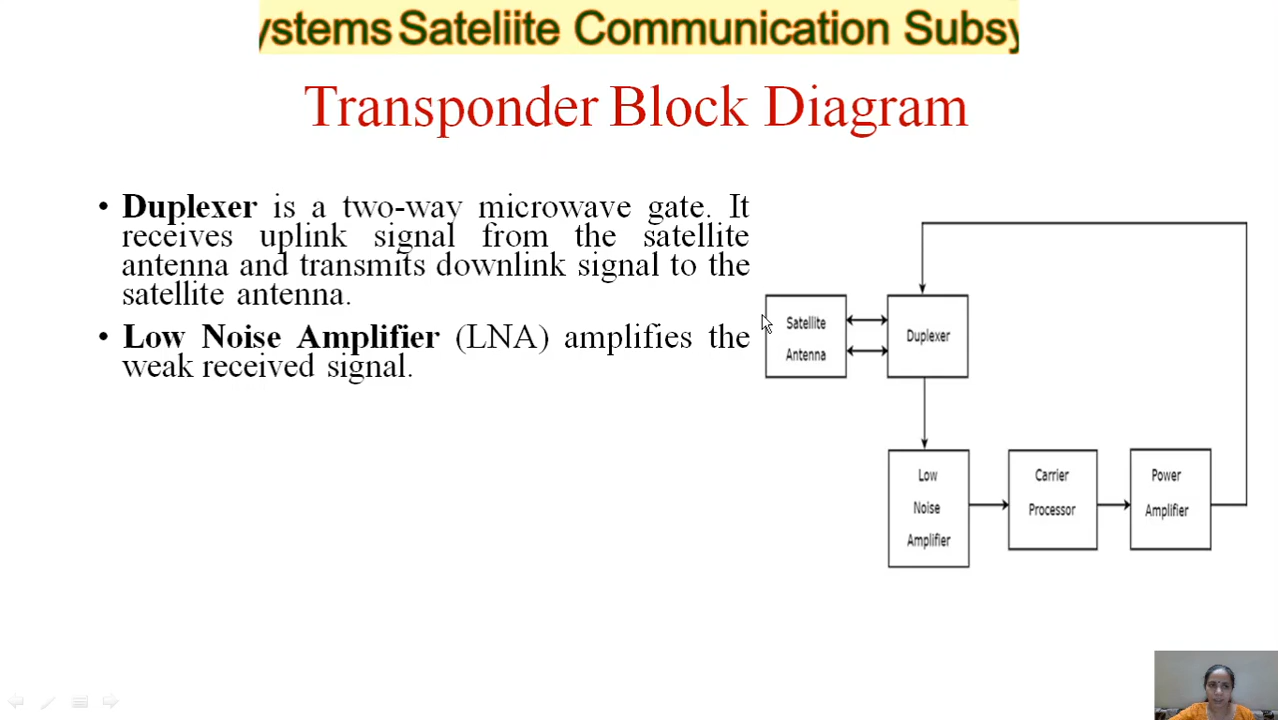 ystems Sateliite Communication Subsy
Transponder Block Diagram
• Duplexer is a two-way microwave gate. It
receives uplink signal from the satellite
antenna and transmits downlink signal to the
satellite antenna.
• Low Noise Amplifier (LNA) amplifies the
weak received signal.
Satellite
Antenna
Duplexer
Low
Noise
Amplifier
Carrier
Processor
Power
Amplifier